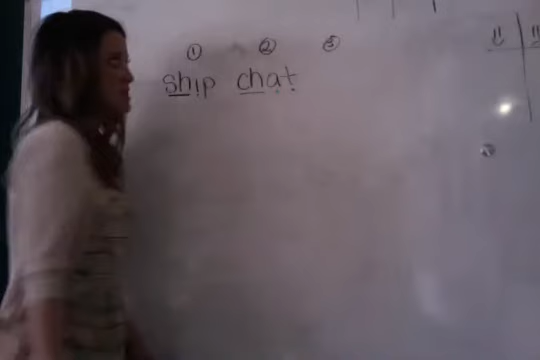 ① ② ③
ship chat